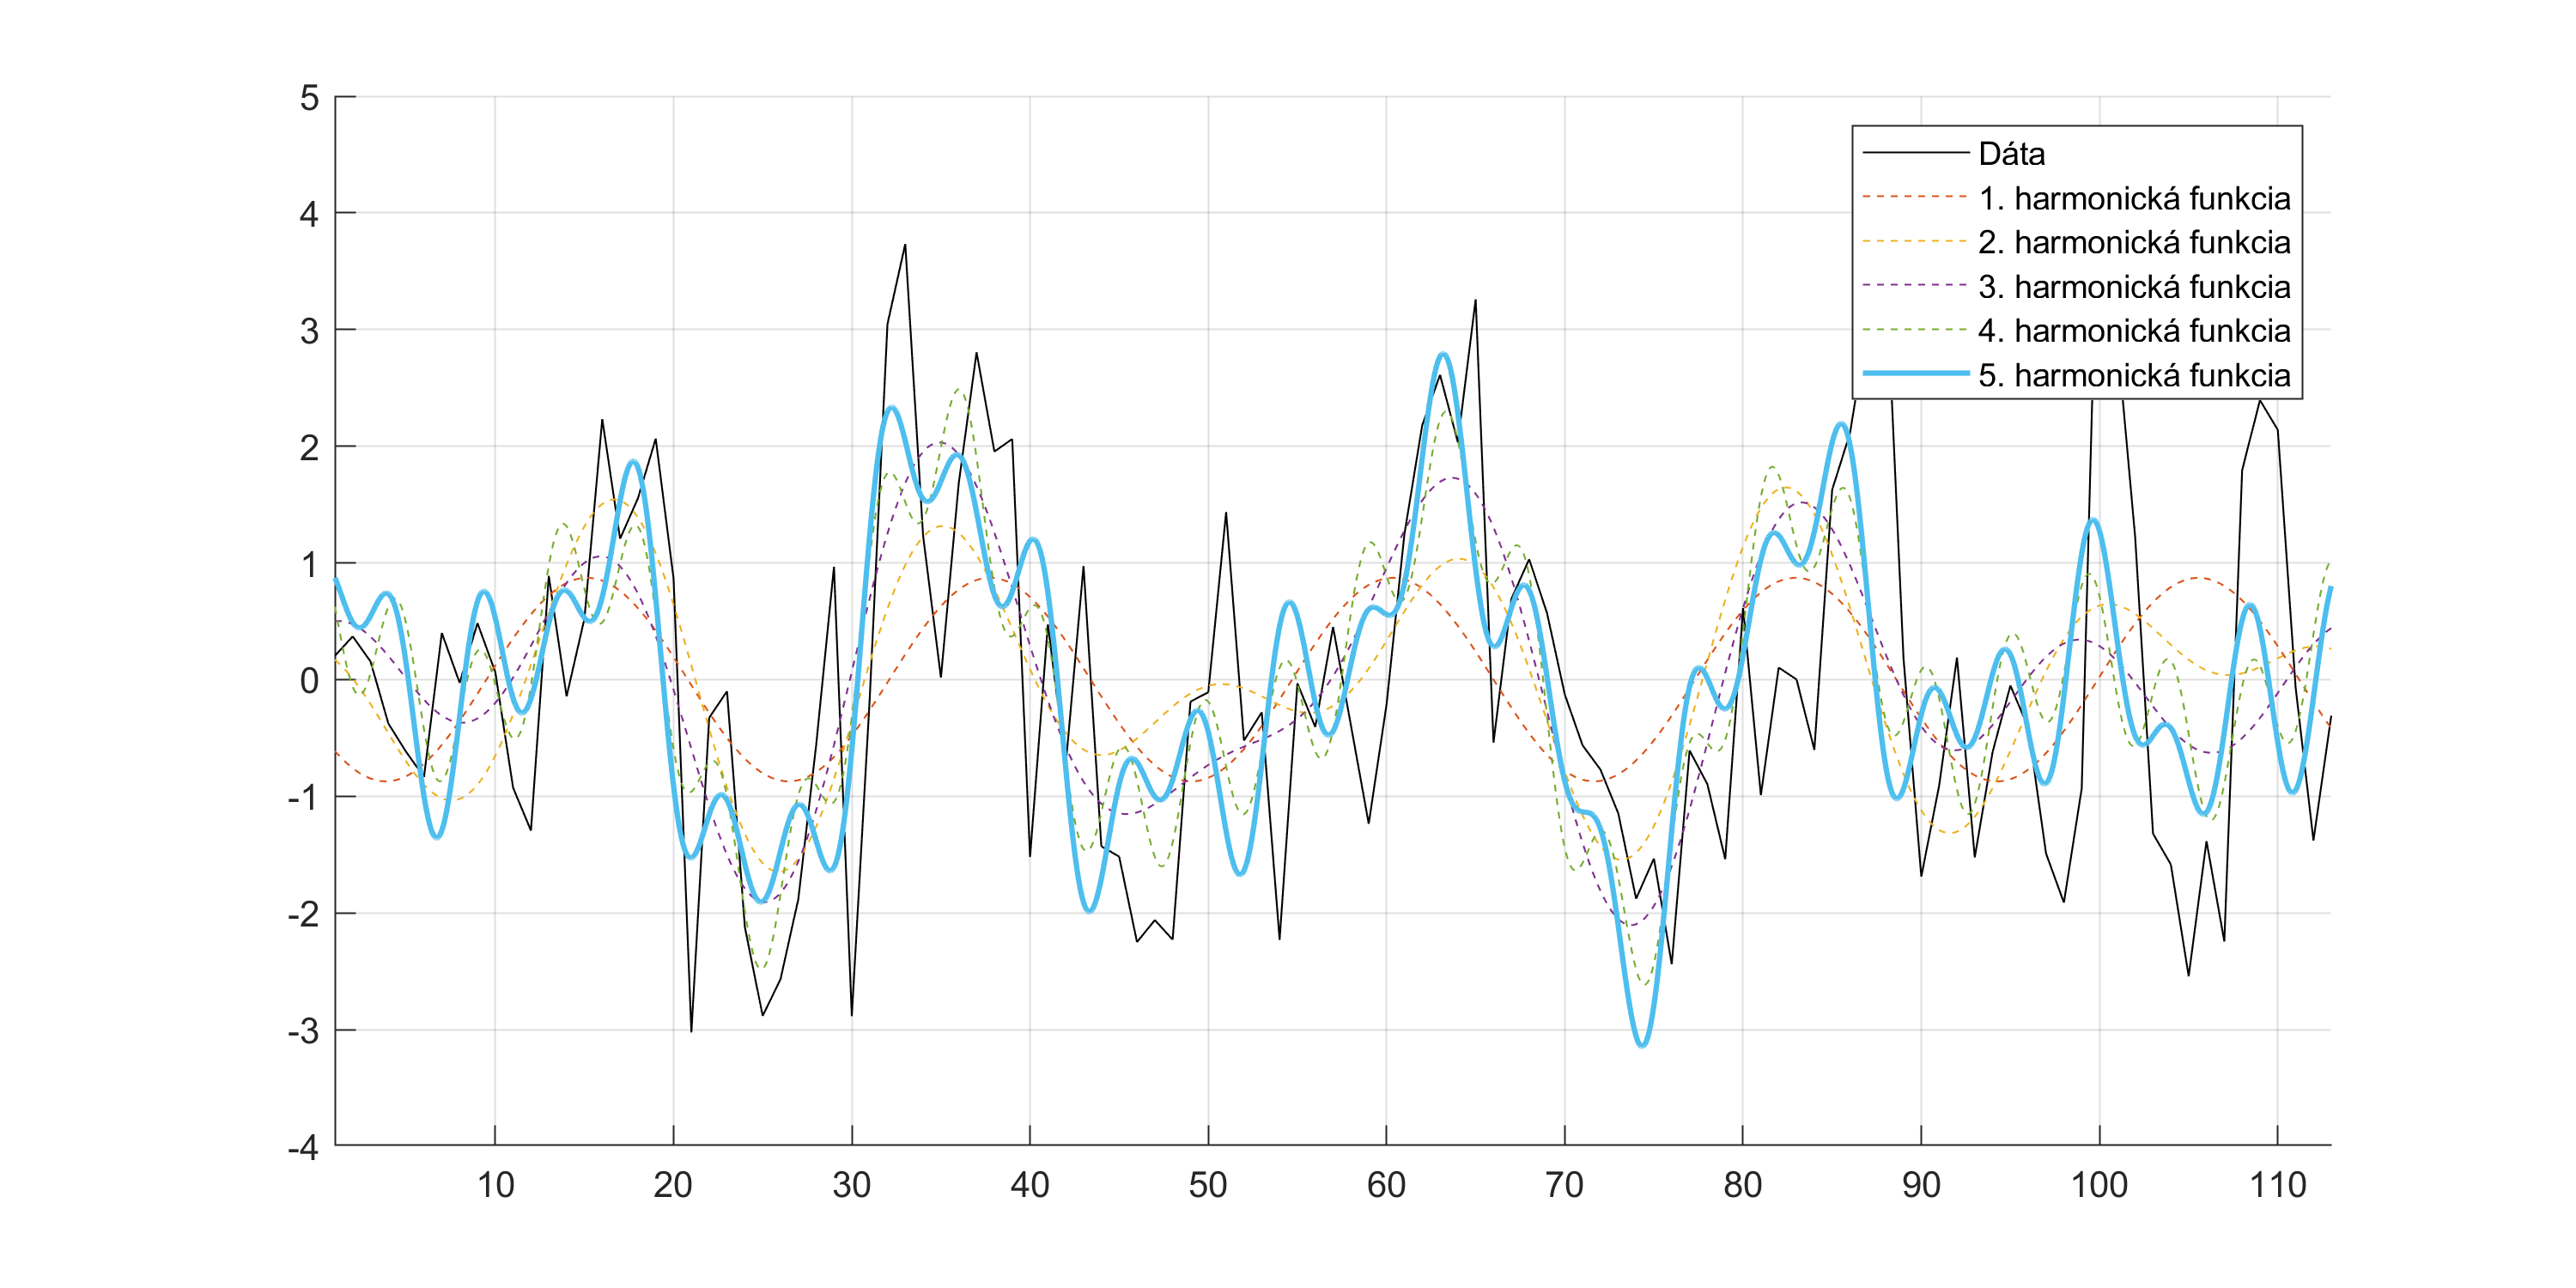 5
4
3
2
1
0
-1
-2
-3
-4
10 20 30 40 50 60 70 80 90 100 110
Dáta
1. harmonická funkcia
2. harmonická funkcia
3. harmonická funkcia
4. harmonická funkcia
5. harmonická funkcia